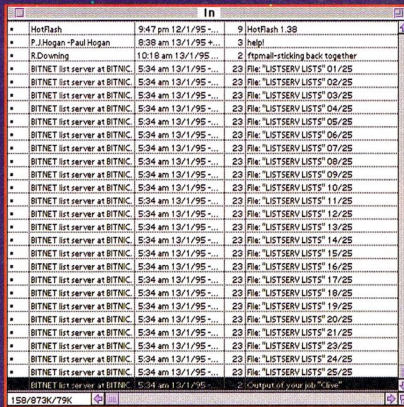 In
HotFlash 9:47 pm 12/1/95 -... 9 HotFlash 1.38
P.J.Hogan -Paul Hogan 8:38 am 13/1/95 +... 3 help!
R.Downing 10:18 am 13/1/95 ... 2 ftpmail-sticking back together
BITNET list server at BITNIC. 5:34 am 13/1/95 -... 23 File: "LISTSERV LISTS" 01/25
BITNET list server at BITNIC. 5:34 am 13/1/95 -... 23 File: "LISTSERV LISTS" 02/25
BITNET list server at BITNIC. 5:34 am 13/1/95 -... 23 File: "LISTSERV LISTS" 03/25
BITNET list server at BITNIC. 5:34 am 13/1/95 -... 23 File: "LISTSERV LISTS" 04/25
BITNET list server at BITNIC. 5:34 am 13/1/95 -... 23 File: "LISTSERV LISTS" 05/25
BITNET list server at BITNIC. 5:34 am 13/1/95 -... 23 File: "LISTSERV LISTS" 06/25
BITNET list server at BITNIC. 5:34 am 13/1/95 -... 23 File: "LISTSERV LISTS" 07/25
BITNET list server at BITNIC. 5:34 am 13/1/95 -... 23 File: "LISTSERV LISTS" 08/25
BITNET list server at BITNIC. 5:34 am 13/1/95 -... 23 File: "LISTSERV LISTS" 09/25
BITNET list server at BITNIC. 5:34 am 13/1/95 -... 23 File: "LISTSERV LISTS" 10/25
BITNET list server at BITNIC. 5:34 am 13/1/95 -... 23 File: "LISTSERV LISTS" 11/25
BITNET list server at BITNIC. 5:34 am 13/1/95 -... 23 File: "LISTSERV LISTS" 12/25
BITNET list server at BITNIC. 5:34 am 13/1/95 -... 23 File: "LISTSERV LISTS" 13/25
BITNET list server at BITNIC. 5:34 am 13/1/95 -... 23 File: "LISTSERV LISTS" 14/25
BITNET list server at BITNIC. 5:34 am 13/1/95 -... 23 File: "LISTSERV LISTS" 15/25
BITNET list server at BITNIC. 5:34 am 13/1/95 -... 23 File: "LISTSERV LISTS" 16/25
BITNET list server at BITNIC. 5:34 am 13/1/95 -... 23 File: "LISTSERV LISTS" 17/25
BITNET list server at BITNIC. 5:34 am 13/1/95 -... 23 File: "LISTSERV LISTS" 18/25
BITNET list server at BITNIC. 5:34 am 13/1/95 -... 23 File: "LISTSERV LISTS" 19/25
BITNET list server at BITNIC. 5:34 am 13/1/95 -... 23 File: "LISTSERV LISTS" 20/25
BITNET list server at BITNIC. 5:34 am 13/1/95 -... 23 File: "LISTSERV LISTS" 21/25
BITNET list server at BITNIC. 5:34 am 13/1/95 -... 23 File: "LISTSERV LISTS" 22/25
BITNET list server at BITNIC. 5:34 am 13/1/95 -... 23 File: "LISTSERV LISTS" 23/25
BITNET list server at BITNIC. 5:34 am 13/1/95 -... 23 File: "LISTSERV LISTS" 24/25
BITNET list server at BITNIC. 5:34 am 13/1/95 -... 23 File: "LISTSERV LISTS" 25/25
BITNET list server at BITNIC. 5:34 am 13/1/95 -... 2 Output of your job "Clive"
158/873K/79K